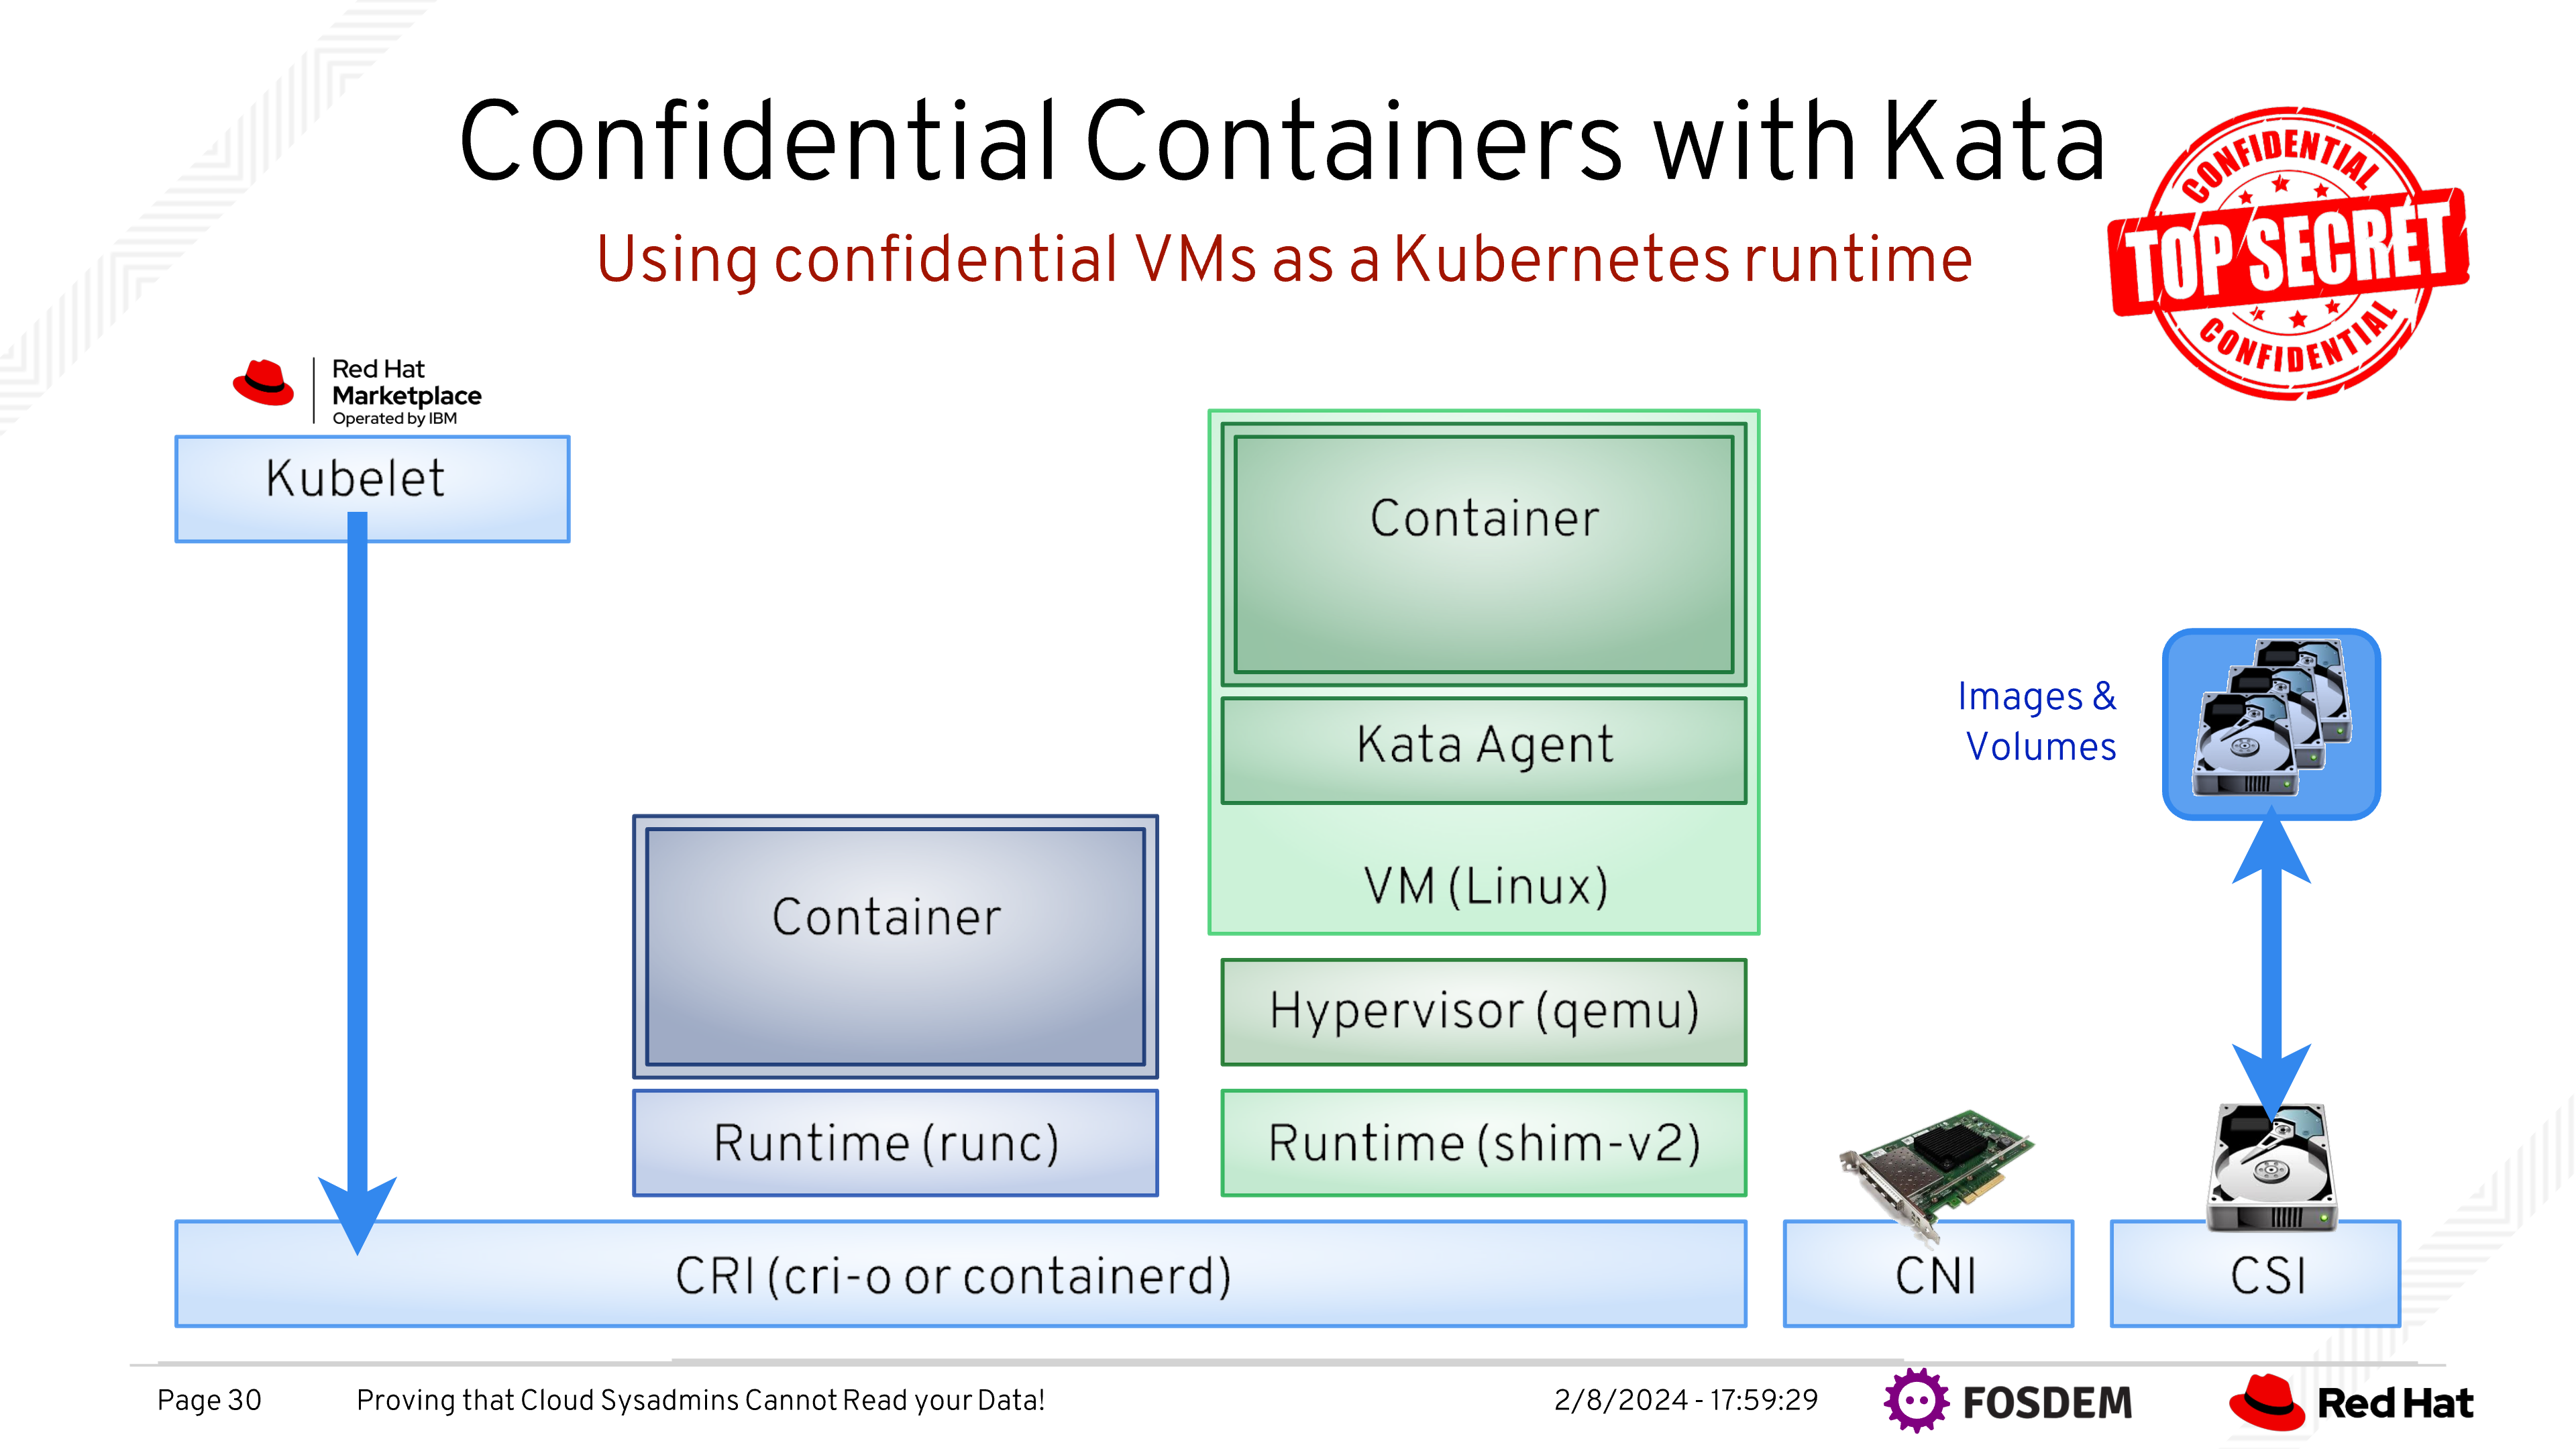 Confidential Containers with Kata
Using confidential VMs as a Kubernetes runtime
CONFIDENTIAL
TOP SECRET
CONFIDENTIAL
Red Hat
Marketplace
Operated by IBM
Kubelet
Container
Kata Agent
VM (Linux)
Hypervisor (qemu)
Runtime (shim-v2)
Container
Runtime (runc)
Images &
Volumes
CRI (cri-o or containerd)
CNI
CSI
Page 30
Proving that Cloud Sysadmins Cannot Read your Data!
2/8/2024 - 17:59:29
FOSDEM
Red Hat